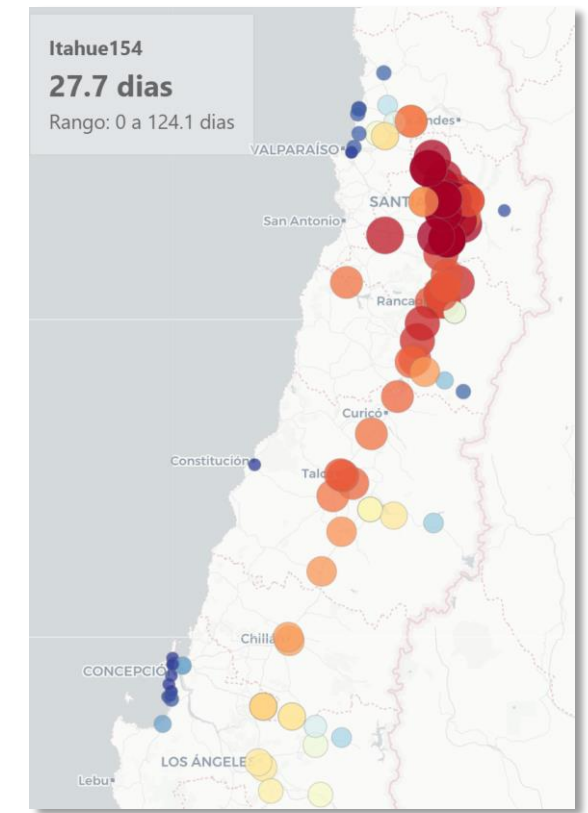 Itahue154
27.7 dias
Rango: 0 a 124.1 dias
ndes
VALPARAÍSO
SANT
San Antonio
Ranca
Curicó
Constitución
Talc
Chillá
CONCEPCIÓ
LOS ÁNGELE
Lebu